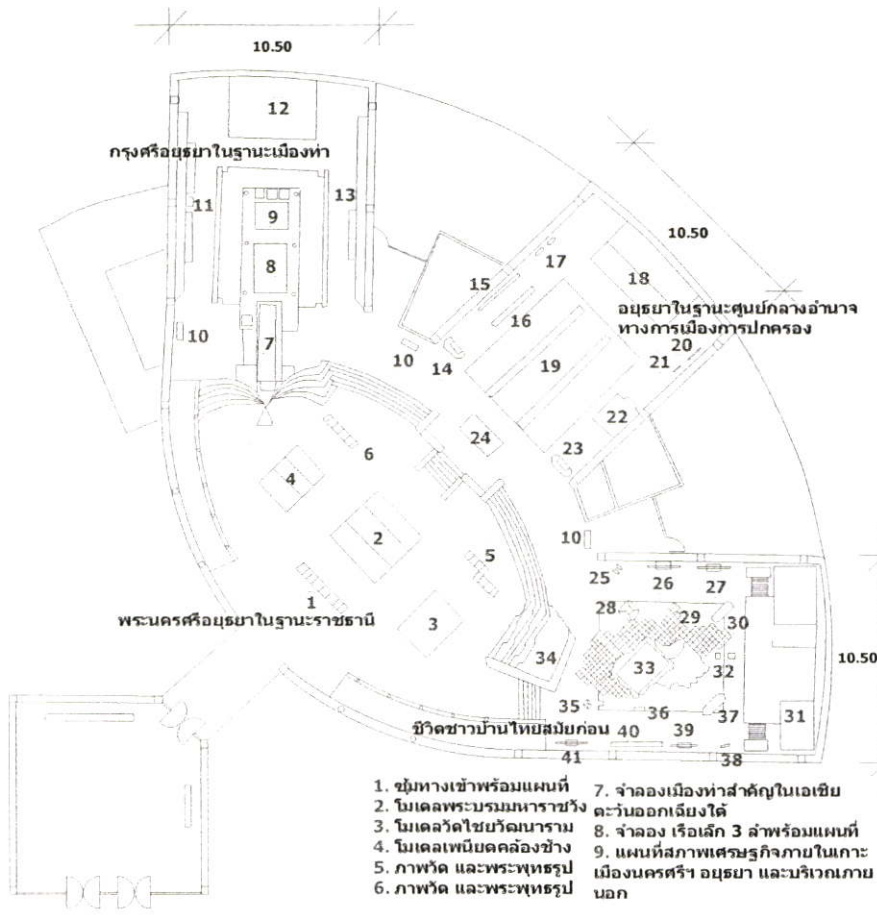 10.50
12
กรุงศรีอยุธยาในฐานะเมืองท่า
13
11
9
8
10
7
10.50
17
15
18
16
อยุธยาในฐานะศูนย์กลางอำนาจ
ทางการเมืองการปกครอง
20
21
10
14
19
22
24
23
6
4
2
5
10
25
26
27
1
28
29
30
พระนครศรีอยุธยาในฐานะราชธานี
3
34
33
32
10.50
35
36
37
31
ชีวิตชาวบ้านไทยสมัยก่อน
40
39
41
38
1. ซุ้มทางเข้าพร้อมแผนที่
2. โมเดลพระบรมมหาราชวัง
3. โมเดลวัดไชยวัฒนาราม
4. โมเดลเพนียดคล้องช้าง
5. ภาพวัด และพระพุทธรูป
6. ภาพวัด และพระพุทธรูป
7. จำลองเมืองท่าสำคัญในเอเชีย
ตะวันออกเฉียงใต้
8. จำลอง เรือเล็ก 3 ลำพร้อมแผนที่
9. แผนที่สภาพเศรษฐกิจภายในเกาะ
เมืองนครศรีฯ อยุธยา และบริเวณภาย
นอก